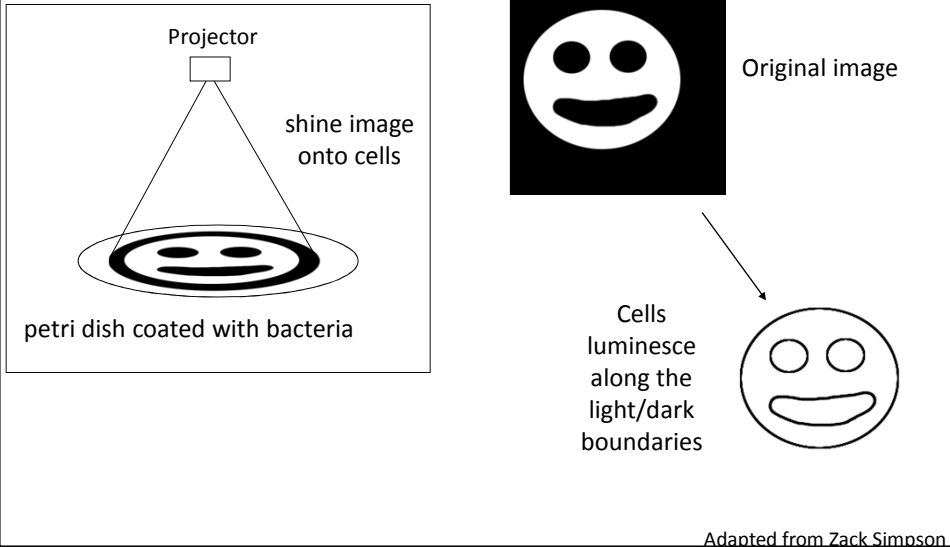 Projector
shine image
onto cells
petri dish coated with bacteria
Original image
Cells
luminesce
along the
light/dark
boundaries
Adapted from Zack Simpson